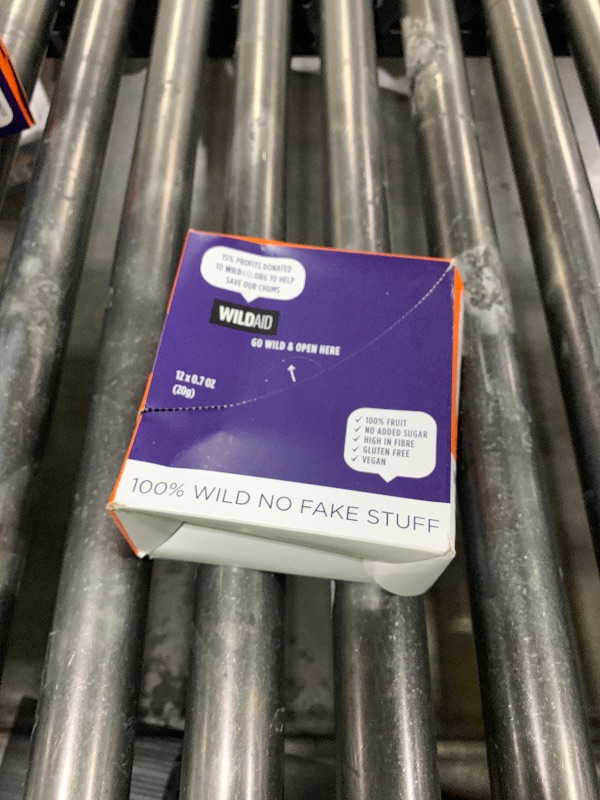 15% PROFITS DONATED
TO WILDAID.ORG TO HELP
SAVE OUR CHUMS
WILDAID
GO WILD & OPEN HERE
12 x 0.7 OZ
(20g)
✓ 100% FRUIT
✓ NO ADDED SUGAR
✓ HIGH IN FIBRE
✓ GLUTEN FREE
✓ VEGAN
100% WILD NO FAKE STUFF